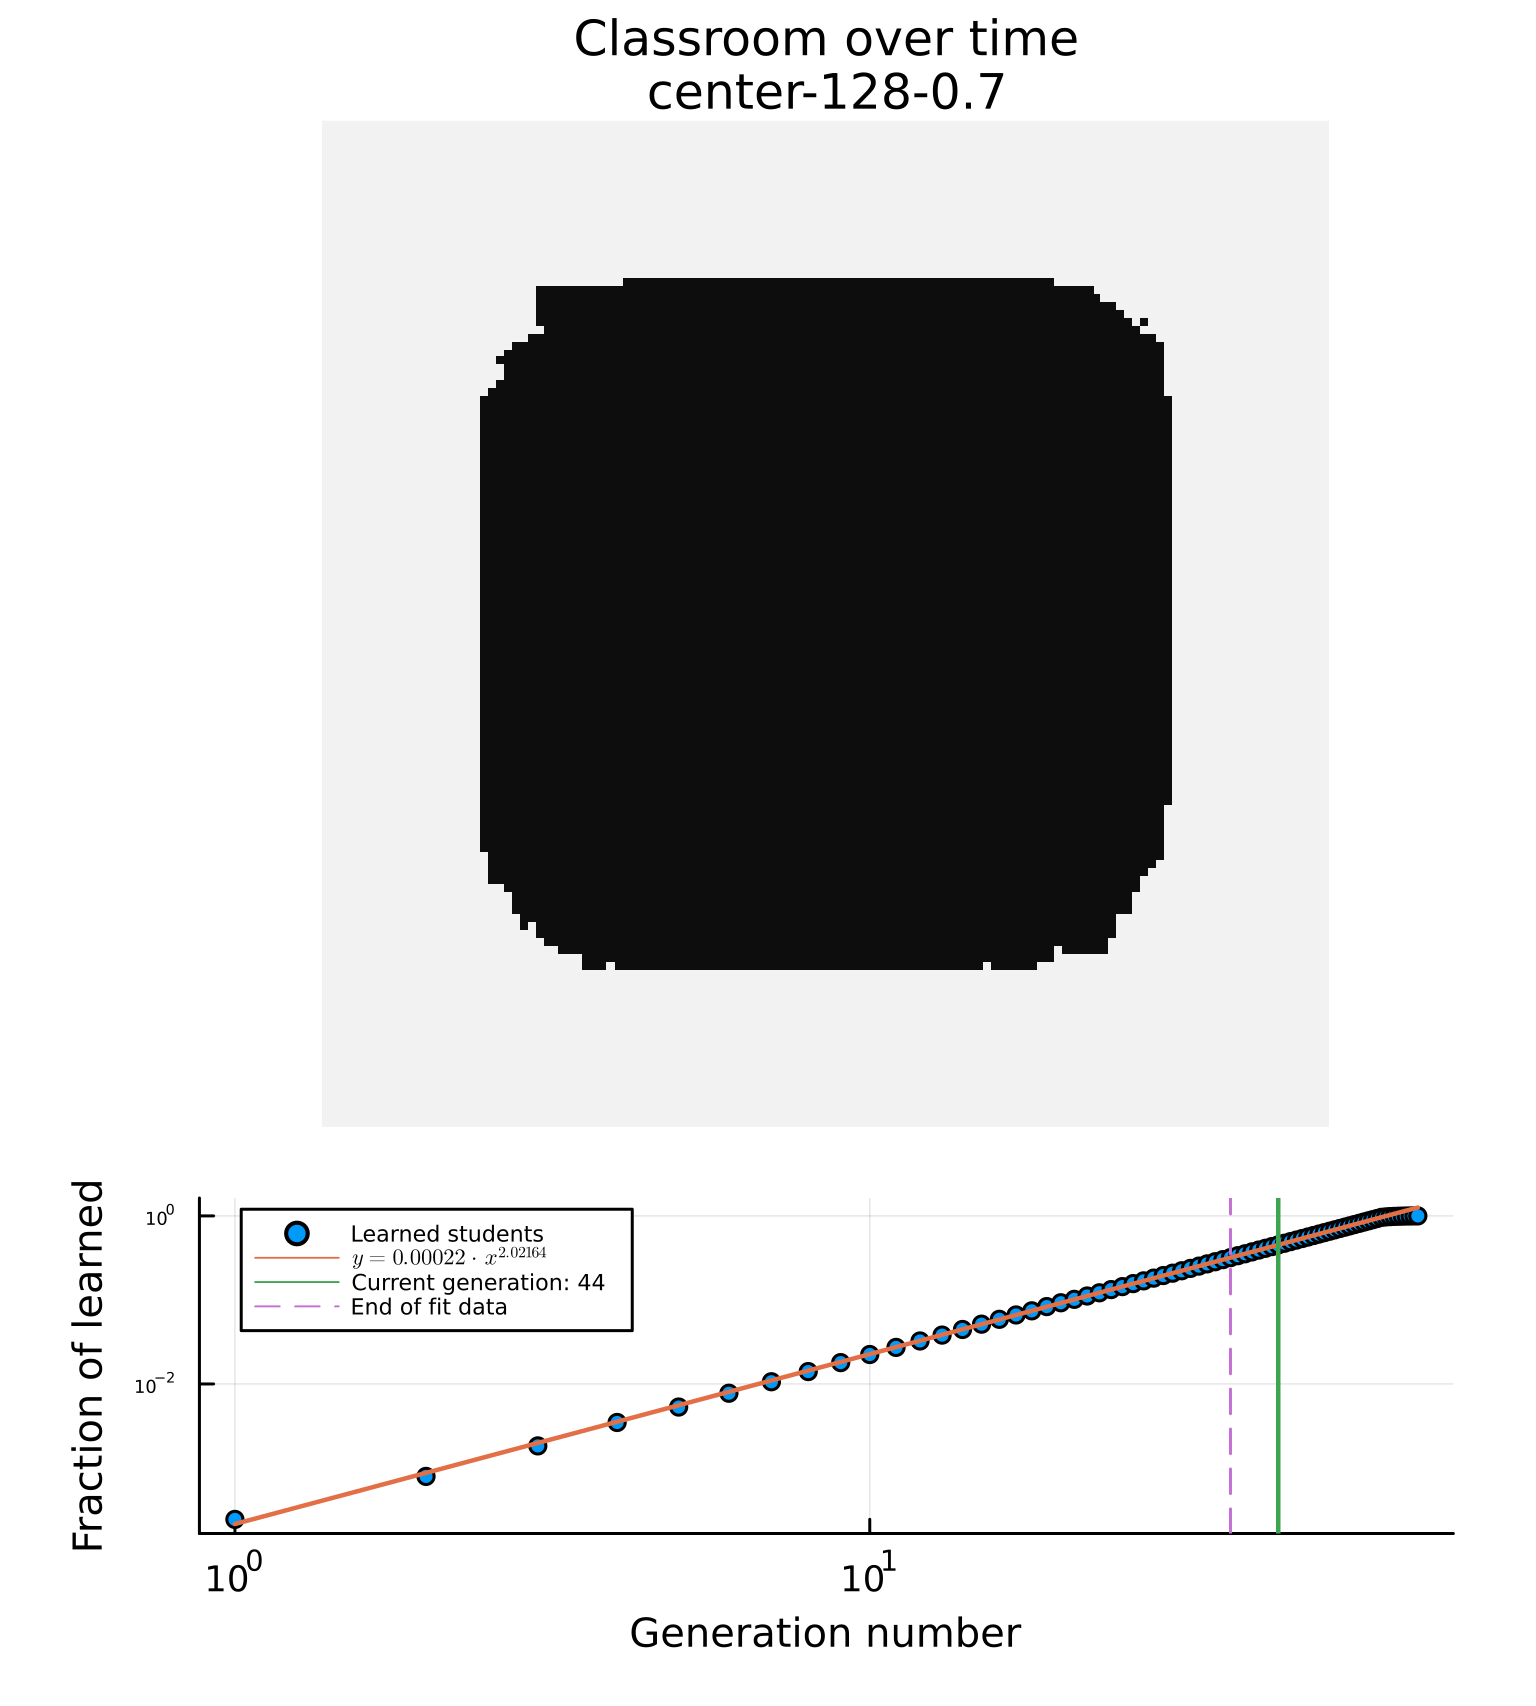 Classroom over time
center-128-0.7
Fraction of learned
10⁰
10⁻²
Learned students
y = 0.00022 · x^2.02164
Current generation: 44
End of fit data
10⁰
10¹
Generation number